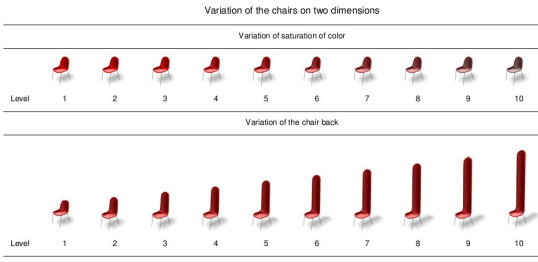 Variation of the chairs on two dimensions
Variation of saturation of color
Level 1 2 3 4 5 6 7 8 9 10
Variation of the chair back
Level 1 2 3 4 5 6 7 8 9 10